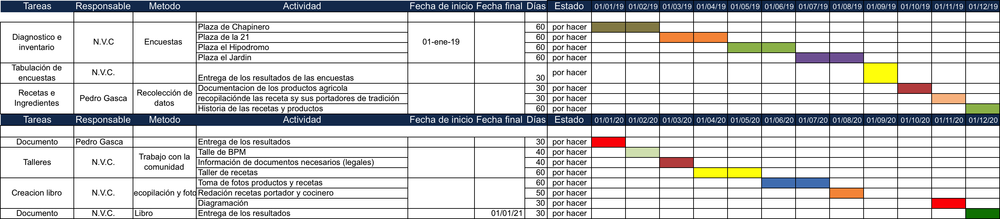 Tareas Responsable Metodo Actividad Fecha de inicio Fecha final Días Estado 01/01/19 01/02/19 01/03/19 01/04/19 01/05/19 01/06/19 01/07/19 01/08/19 01/09/19 01/10/19 01/11/19 01/12/19
Diagnostico e
inventario
N.V.C
Encuestas
01-ene-19
Plaza de Chapinero 60 por hacer
Plaza de la 21 60 por hacer
Plaza el Hipodromo 60 por hacer
Plaza el Jardin 60 por hacer
Tabulación de
encuestas
N.V.C.
Entrega de los resultados de las encuestas 30 por hacer
Recetas e
Ingredientes
Pedro Gasca
Recolección de
datos
Documentacion de los productos agricola 30 por hacer
recopilaciónde las receta sy sus portadores de tradición 30 por hacer
Historia de las recetas y productos 60 por hacer
Tareas Responsable Metodo Actividad Fecha de inicio Fecha final Días Estado 01/01/20 01/02/20 01/03/20 01/04/20 01/05/20 01/06/20 01/07/20 01/08/20 01/09/20 01/10/20 01/11/20 01/12/20
Documento Pedro Gasca Entrega de los resultados 30 por hacer
Talleres
N.V.C.
Trabajo con la
comunidad
Talle de BPM 40 por hacer
Información de documentos necesarios (legales) 40 por hacer
Taller de recetas 60 por hacer
Creacion libro
N.V.C.
ecopilación y foto
Toma de fotos productos y recetas 60 por hacer
Redación recetas portador y cocinero 50 por hacer
Diagramación 30 por hacer
Documento N.V.C. Libro Entrega de los resultados 01/01/21 30 por hacer